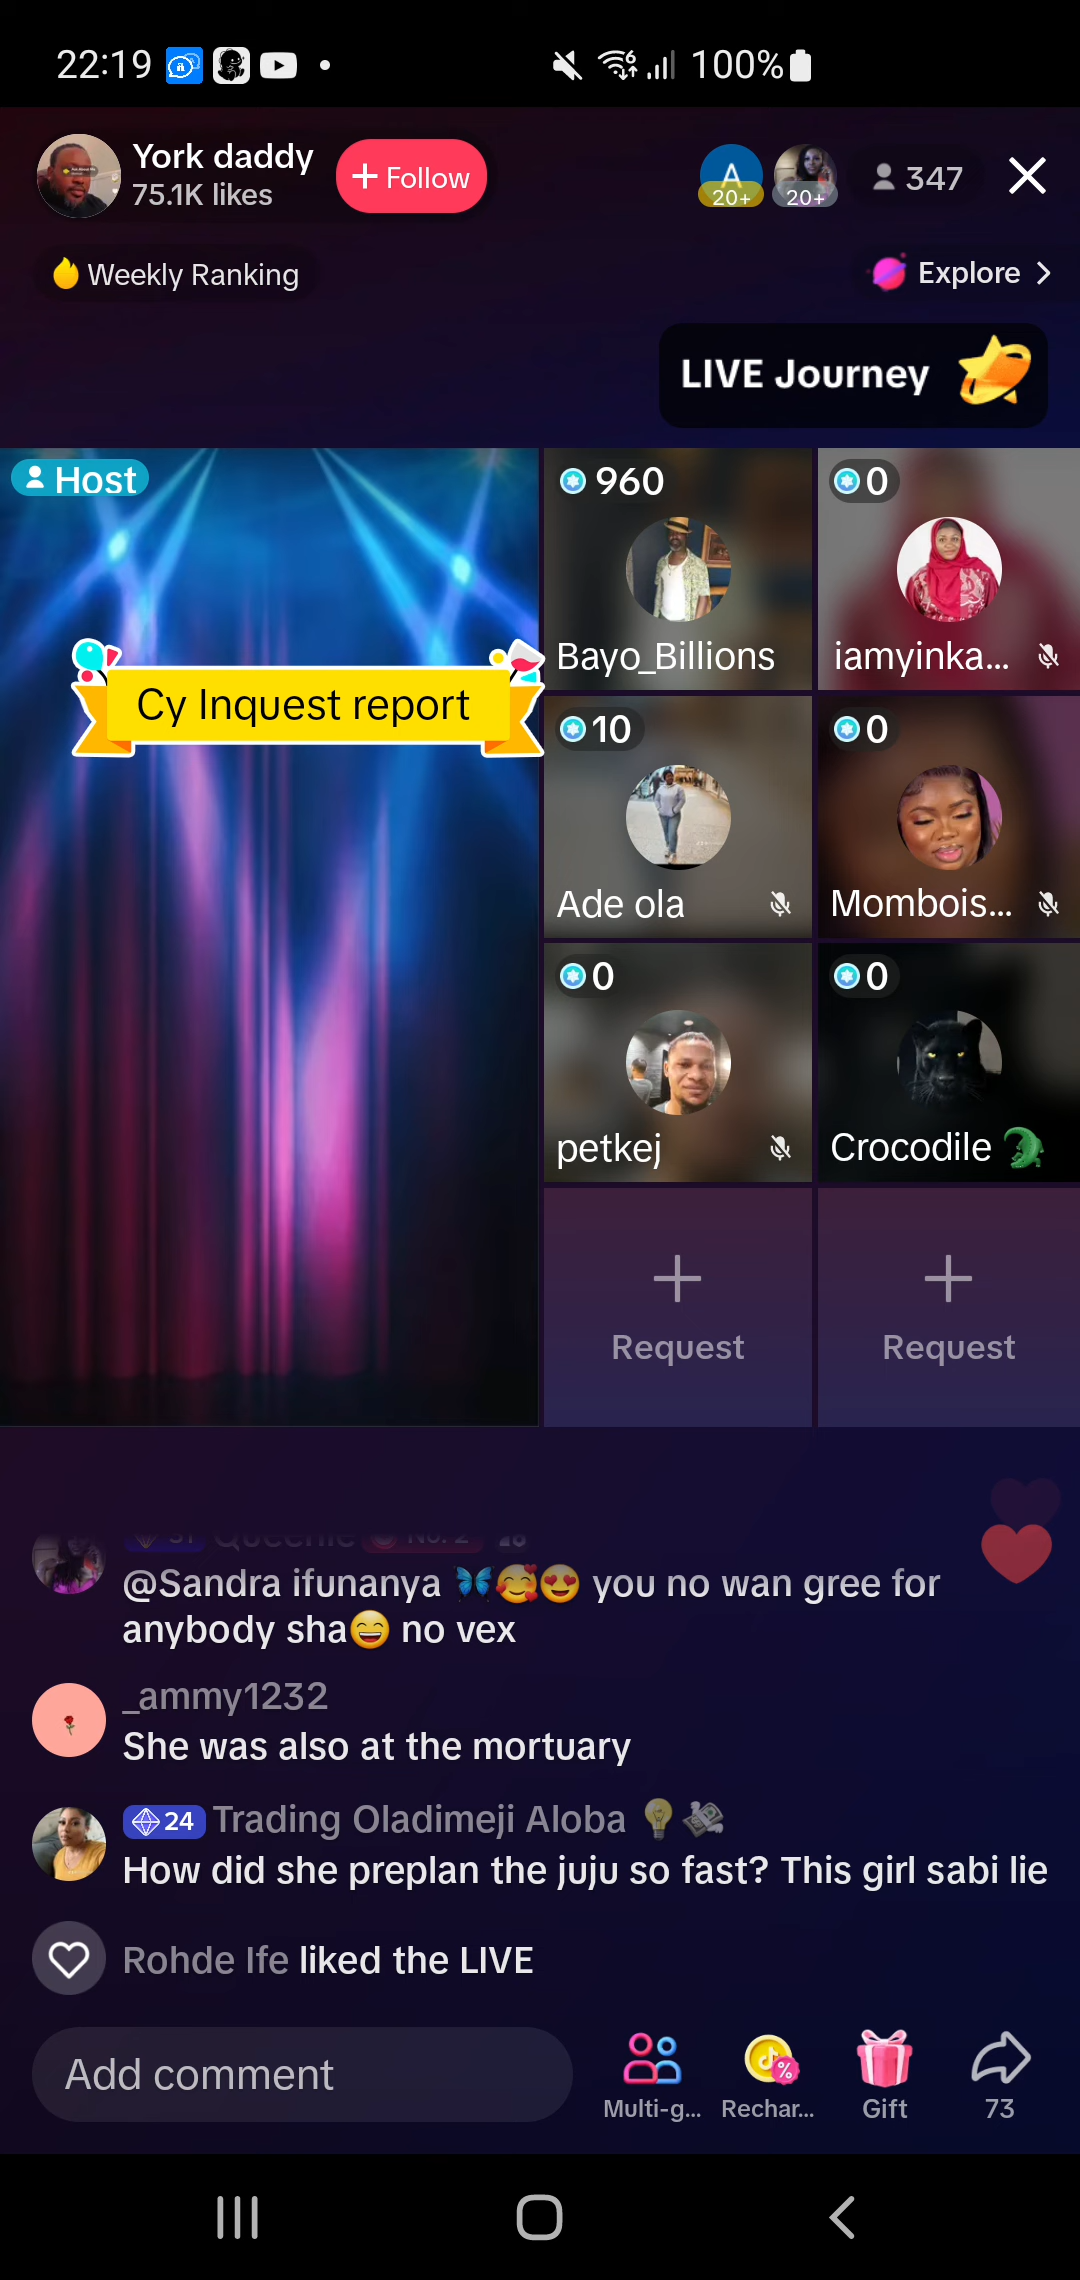 22:19
100%
York daddy
75.1K likes
+ Follow
A
20+
20+
347
Weekly Ranking
Explore
LIVE Journey
Host
Cy Inquest report
960
Bayo_Billions
0
iamyinka...
10
Ade ola
0
Mombois...
0
petkej
0
Crocodile 🐊
Request
Request
Queenie No. 2
@Sandra ifunanya 🦋🥰😍 you no wan gree for
anybody sha😄 no vex
_ammy1232
She was also at the mortuary
24 Trading Oladimeji Aloba 💡💸
How did she preplan the juju so fast? This girl sabi lie
Rohde Ife liked the LIVE
Add comment
Multi-g...
Rechar...
Gift
73